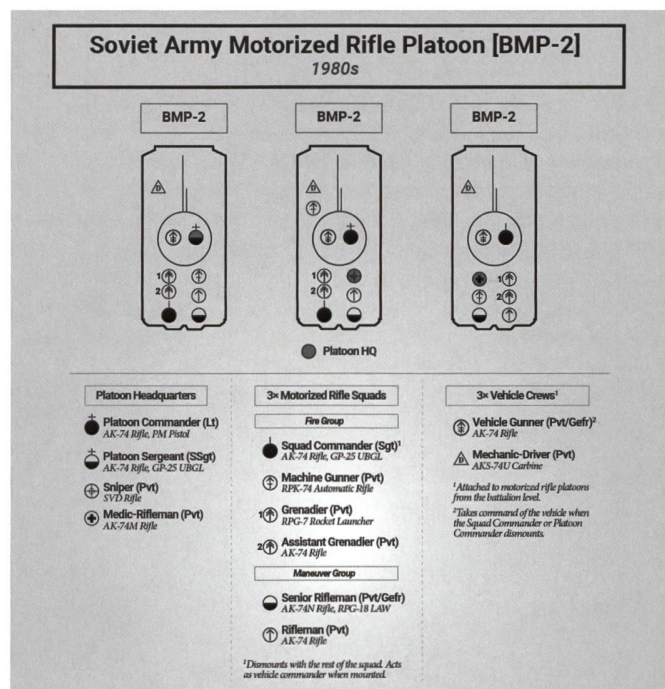 Soviet Army Motorized Rifle Platoon [BMP-2]
1980s
BMP-2
BMP-2
BMP-2
D
D
D
1
2
1
2
1
2
Platoon HQ
Platoon Headquarters
Platoon Commander (Lt)
AK-74 Rifle, PM Pistol
Platoon Sergeant (SSgt)
AK-74 Rifle, GP-25 UBGL
Sniper (Pvt)
SVD Rifle
Medic-Rifleman (Pvt)
AK-74M Rifle
3× Motorized Rifle Squads
Fire Group
Squad Commander (Sgt)¹
AK-74 Rifle, GP-25 UBGL
Machine Gunner (Pvt)
RPK-74 Automatic Rifle
1 Grenadier (Pvt)
RPG-7 Rocket Launcher
2 Assistant Grenadier (Pvt)
AK-74 Rifle
Maneuver Group
Senior Rifleman (Pvt/Gefr)
AK-74N Rifle, RPG-18 LAW
Rifleman (Pvt)
AK-74 Rifle
¹Dismounts with the rest of the squad. Acts
as vehicle commander when mounted.
3× Vehicle Crews¹
Vehicle Gunner (Pvt/Gefr)²
AK-74 Rifle
D Mechanic-Driver (Pvt)
AKS-74U Carbine
¹Attached to motorized rifle platoons
from the battalion level.
²Takes command of the vehicle when
the Squad Commander or Platoon
Commander dismounts.